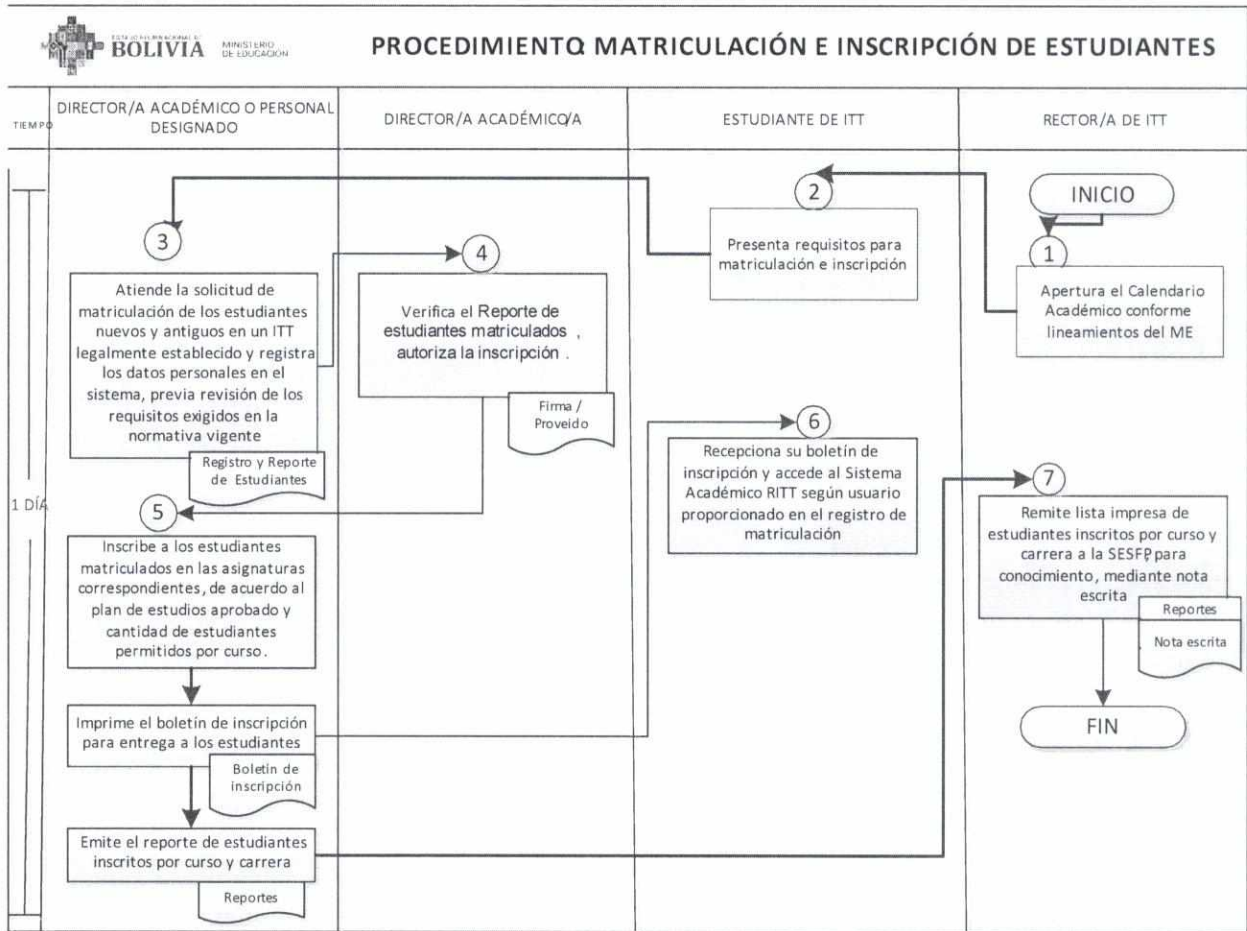 ESTADO PLURINACIONAL DE
BOLIVIA
MINISTERIO
DE EDUCACIÓN
PROCEDIMIENTO: MATRICULACIÓN E INSCRIPCIÓN DE ESTUDIANTES
TIEMPO
DIRECTOR/A ACADÉMICO O PERSONAL
DESIGNADO
DIRECTOR/A ACADÉMICO/A
ESTUDIANTE DE ITT
RECTOR/A DE ITT
INICIO
1
Apertura el Calendario
Académico conforme
lineamientos del ME
2
Presenta requisitos para
matriculación e inscripción
3
Atiende la solicitud de
matriculación de los estudiantes
nuevos y antiguos en un ITT
legalmente establecido y registra
los datos personales en el
sistema, previa revisión de los
requisitos exigidos en la
normativa vigente
Registro y Reporte
de Estudiantes
4
Verifica el Reporte de
estudiantes matriculados ,
autoriza la inscripción .
Firma /
Proveido
1 DÍA
5
Inscribe a los estudiantes
matriculados en las asignaturas
correspondientes, de acuerdo al
plan de estudios aprobado y
cantidad de estudiantes
permitidos por curso.
Imprime el boletín de inscripción
para entrega a los estudiantes
Boletín de
inscripción
Emite el reporte de estudiantes
inscritos por curso y carrera
Reportes
6
Recepciona su boletín de
inscripción y accede al Sistema
Académico RITT según usuario
proporcionado en el registro de
matriculación
7
Remite lista impresa de
estudiantes inscritos por curso y
carrera a la SESFP, para
conocimiento, mediante nota
escrita
Reportes
Nota escrita
FIN